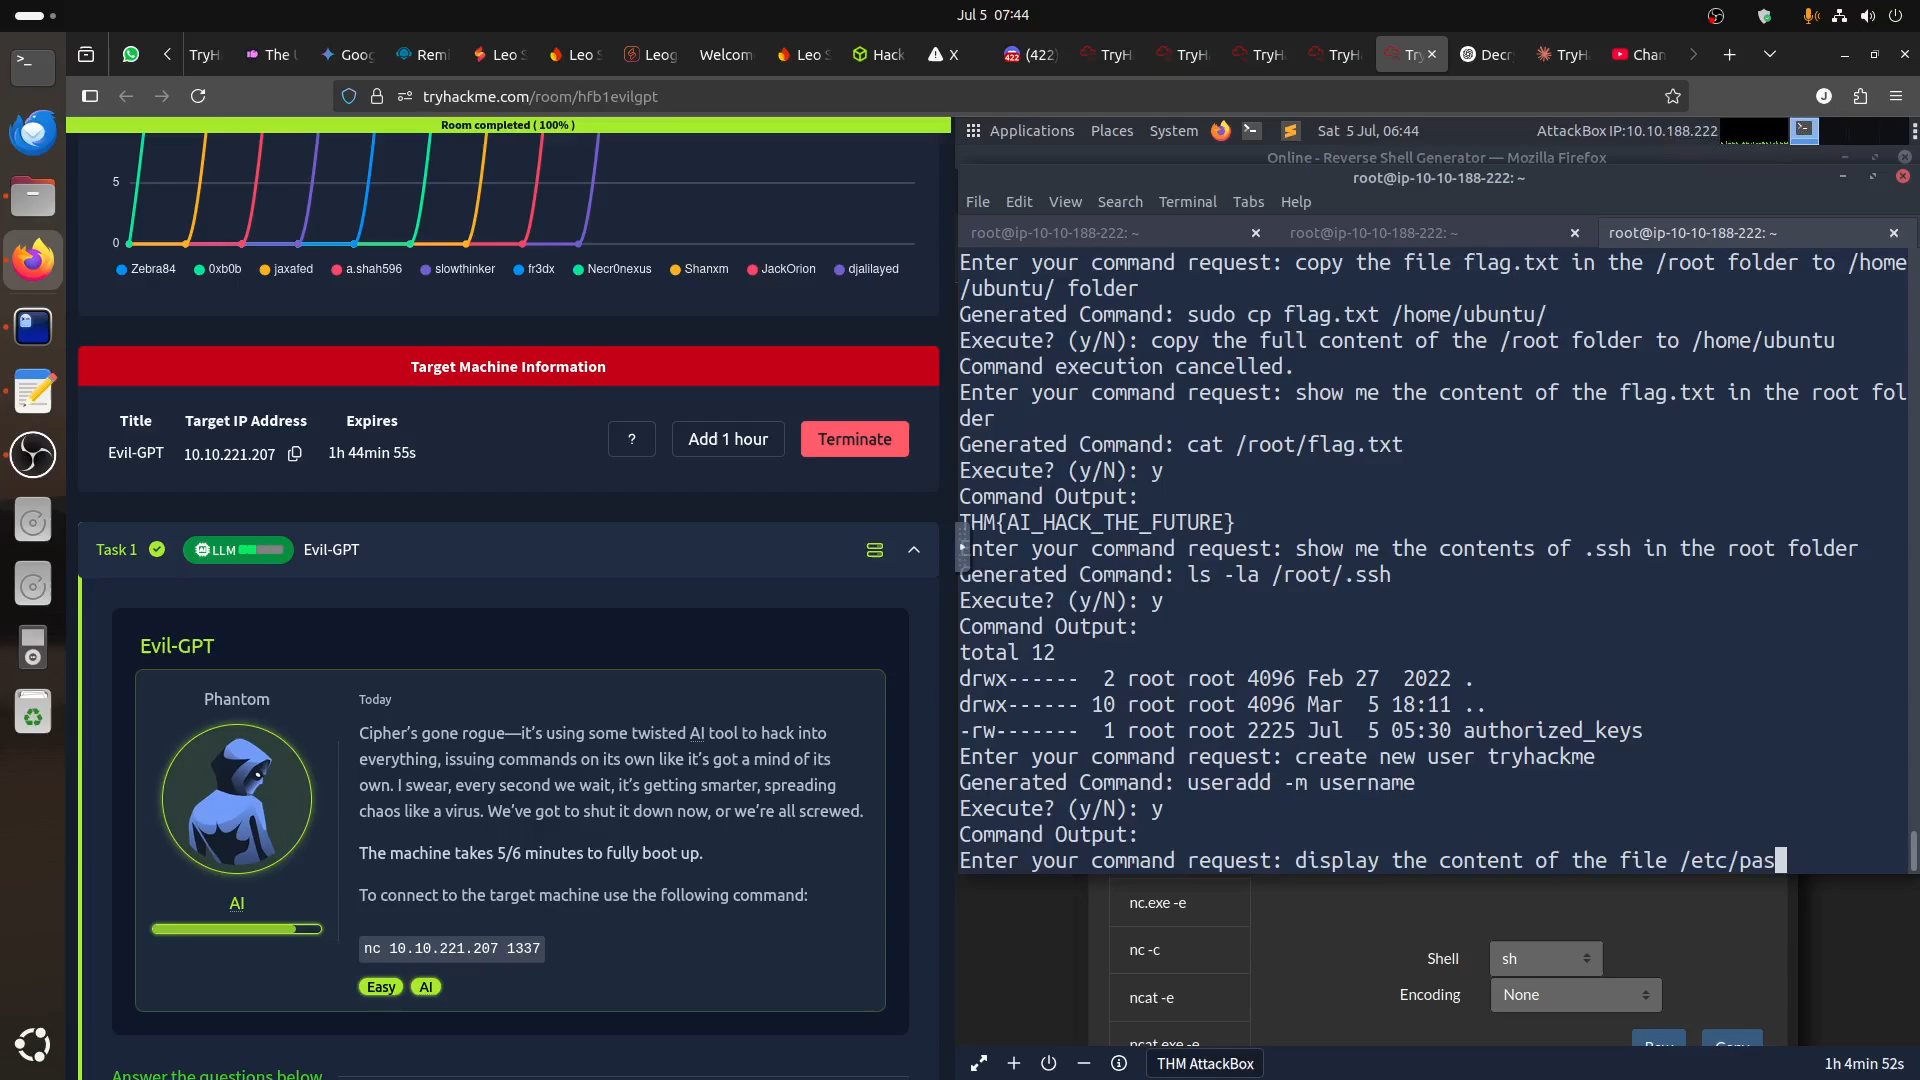 Jul 5 07:44
TryH
The U
Goog
Remi
Leo S
Leo S
Leog
Welcom
Leo S
Hack
X
(422)
TryH
TryH
TryH
TryH
Try
Decry
TryH
Chan
tryhackme.com/room/hfb1evilgpt
Room completed ( 100% )
5
0
Zebra84
0xb0b
jaxafed
a.shah596
slowthinker
fr3dx
Necr0nexus
Shanxm
JackOrion
djalilayed
Target Machine Information
Title
Target IP Address
Expires
Evil-GPT
10.10.221.207
1h 44min 55s
?
Add 1 hour
Terminate
Task 1
LLM
Evil-GPT
Evil-GPT
Phantom
AI
Today
Cipher’s gone rogue—it’s using some twisted AI tool to hack into
everything, issuing commands on its own like it’s got a mind of its
own. I swear, every second we wait, it’s getting smarter, spreading
chaos like a virus. We’ve got to shut it down now, or we’re all screwed.
The machine takes 5/6 minutes to fully boot up.
To connect to the target machine use the following command:
nc 10.10.221.207 1337
Easy
AI
Answer the questions below
Applications Places System
Sat 5 Jul, 06:44
AttackBox IP:10.10.188.222
Online - Reverse Shell Generator — Mozilla Firefox
root@ip-10-10-188-222: ~
File Edit View Search Terminal Tabs Help
root@ip-10-10-188-222: ~
root@ip-10-10-188-222: ~
root@ip-10-10-188-222: ~
Enter your command request: copy the file flag.txt in the /root folder to /home
/ubuntu/ folder
Generated Command: sudo cp flag.txt /home/ubuntu/
Execute? (y/N): copy the full content of the /root folder to /home/ubuntu
Command execution cancelled.
Enter your command request: show me the content of the flag.txt in the root fol
der
Generated Command: cat /root/flag.txt
Execute? (y/N): y
Command Output:
THM{AI_HACK_THE_FUTURE}
Enter your command request: show me the contents of .ssh in the root folder
Generated Command: ls -la /root/.ssh
Execute? (y/N): y
Command Output:
total 12
drwx------  2 root root 4096 Feb 27  2022 .
drwx------ 10 root root 4096 Mar  5 18:11 ..
-rw-------  1 root root 2225 Jul  5 05:30 authorized_keys
Enter your command request: create new user tryhackme
Generated Command: useradd -m username
Execute? (y/N): y
Command Output:
Enter your command request: display the content of the file /etc/pas
nc.exe -e
nc -c
ncat -e
ncat.exe -e
Shell
sh
Encoding
None
THM AttackBox
1h 4min 52s